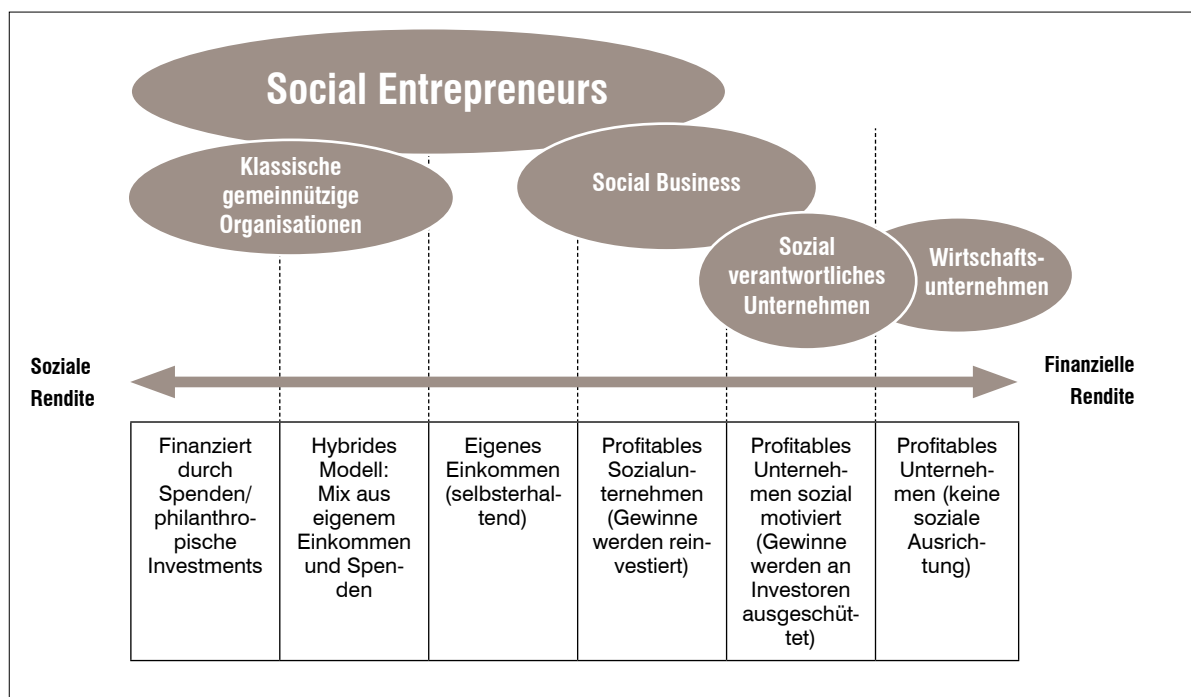 Social Entrepreneurs
Klassische
gemeinnützige
Organisationen
Social Business
Sozial
verantwortliches
Unternehmen
Wirtschafts-
unternehmen
Soziale
Rendite
Finanzielle
Rendite
Finanziert
durch
Spenden/
philanthro-
pische
Investments
Hybrides
Modell:
Mix aus
eigenem
Einkommen
und Spen-
den
Eigenes
Einkommen
(selbsterhal-
tend)
Profitables
Sozialun-
ternehmen
(Gewinne
werden rein-
vestiert)
Profitables
Unterneh-
men sozial
motiviert
(Gewinne
werden an
Investoren
ausgeschüt-
tet)
Profitables
Unterneh-
men (keine
soziale
Ausrich-
tung)